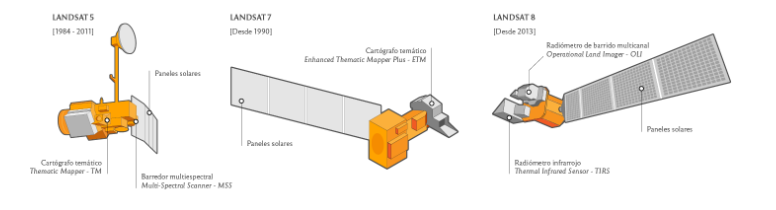 LANDSAT 5
[1984 - 2011]
Paneles solares
Cartógrafo temático
Thematic Mapper - TM
Barredor multiespectral
Multi-Spectral Scanner - MSS
LANDSAT 7
[Desde 1990]
Cartógrafo temático
Enhanced Thematic Mapper Plus - ETM
Paneles solares
LANDSAT 8
[Desde 2013]
Radiómetro de barrido multicanal
Operational Land Imager - OLI
Paneles solares
Radiómetro infrarrojo
Thermal Infrared Sensor - TIRS